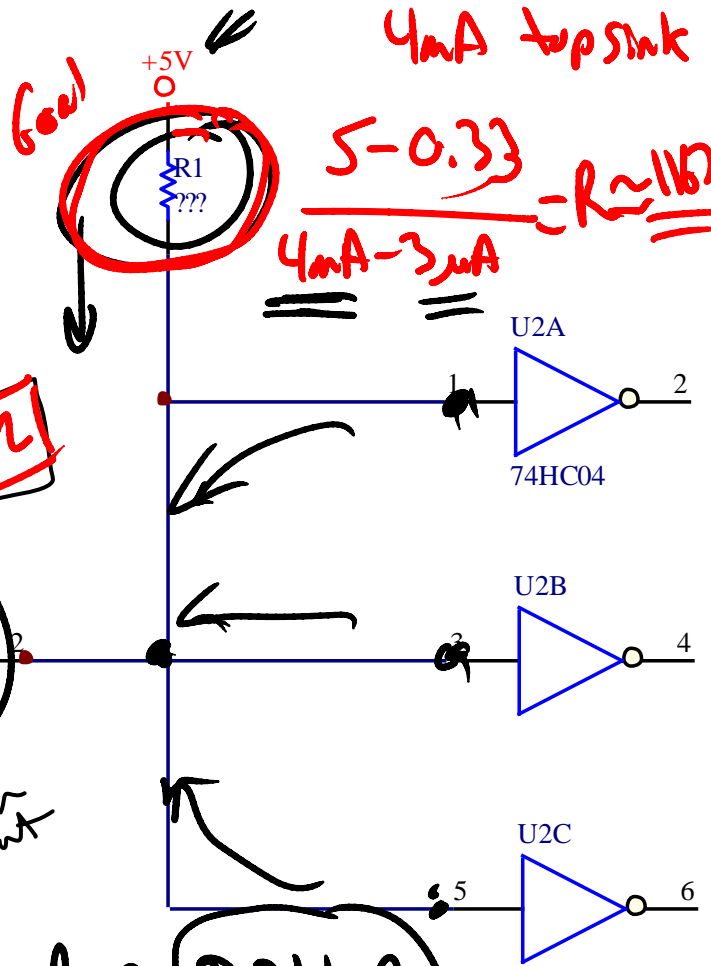 4mA top sink
+5V
Goal
R1
???
5-0.33
4mA-3µA
=R≈
U2A
1
2
74HC04
U2B
2
3
4
U2C
5
6